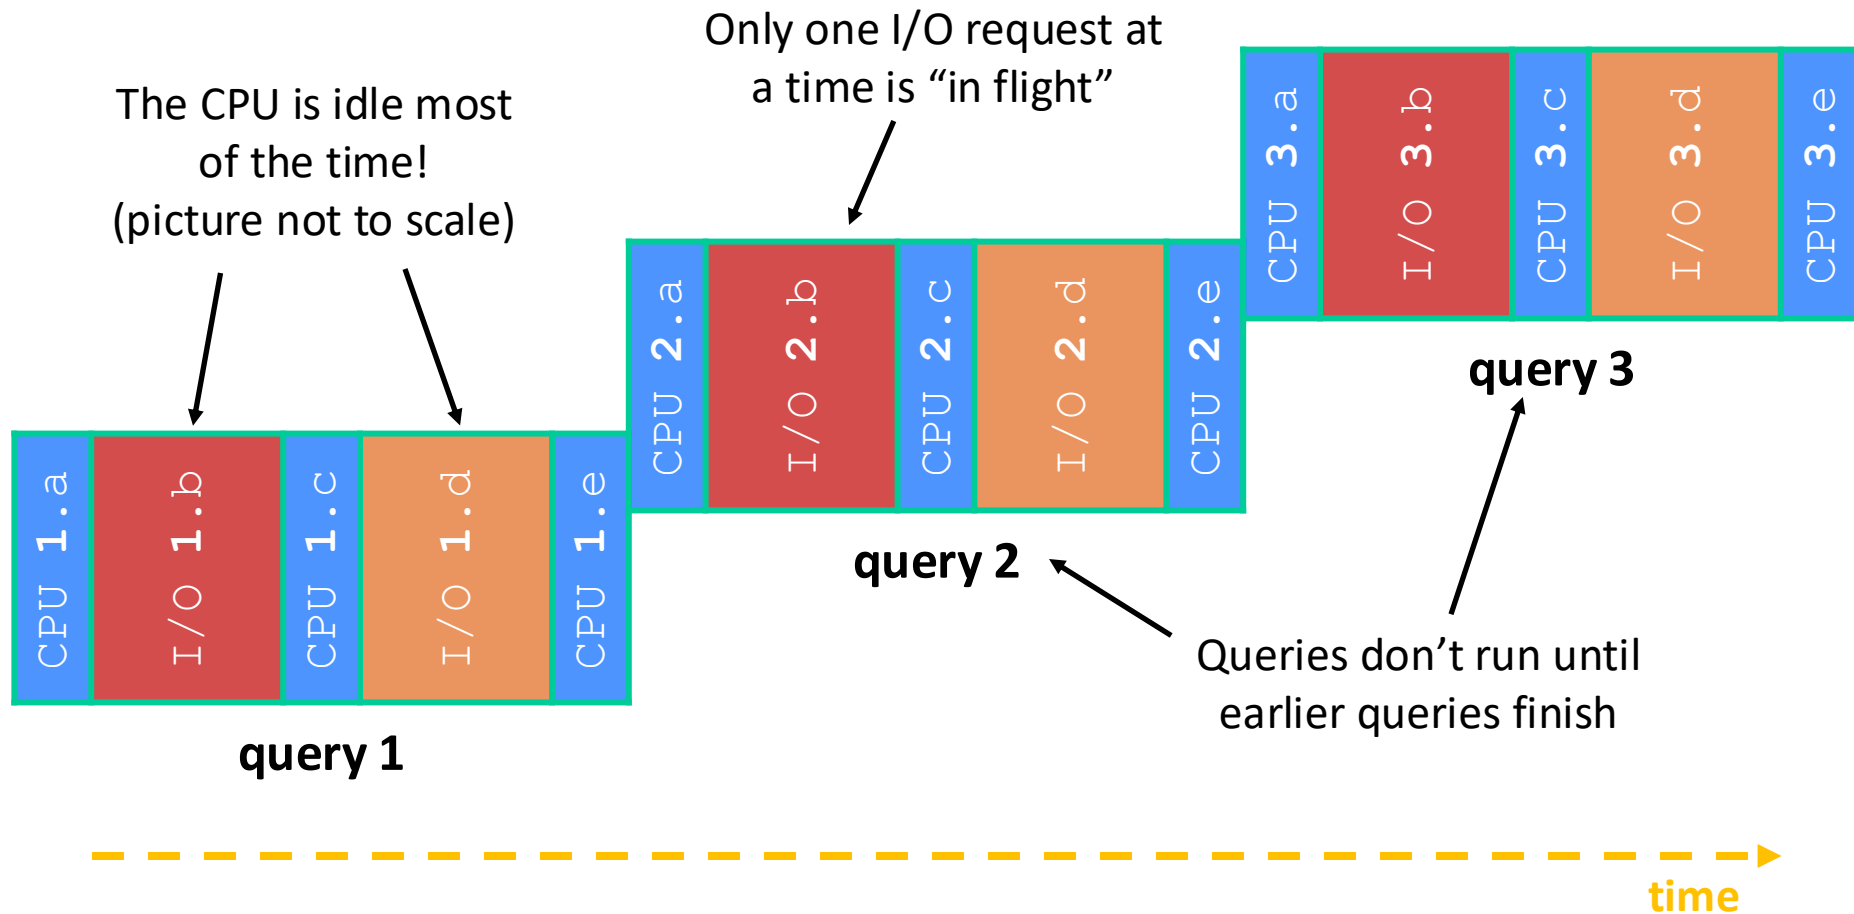 The CPU is idle most
of the time!
(picture not to scale)
Only one I/O request at
a time is “in flight”
CPU 1.a
I/O 1.b
CPU 1.c
I/O 1.d
CPU 1.e
query 1
CPU 2.a
I/O 2.b
CPU 2.c
I/O 2.d
CPU 2.e
query 2
CPU 3.a
I/O 3.b
CPU 3.c
I/O 3.d
CPU 3.e
query 3
Queries don’t run until
earlier queries finish
time